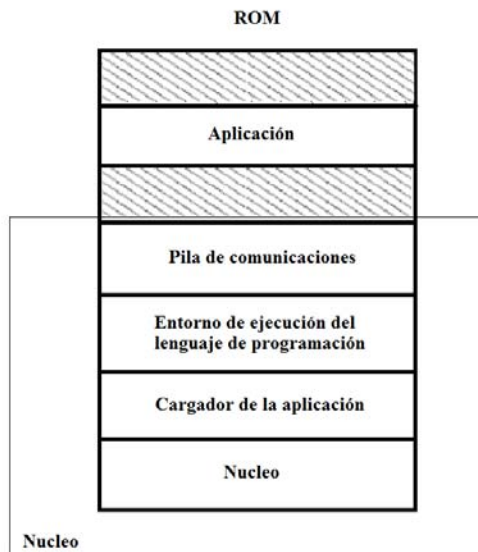 ROM
Aplicación
Pila de comunicaciones
Entorno de ejecución del
lenguaje de programación
Cargador de la aplicación
Nucleo
Nucleo